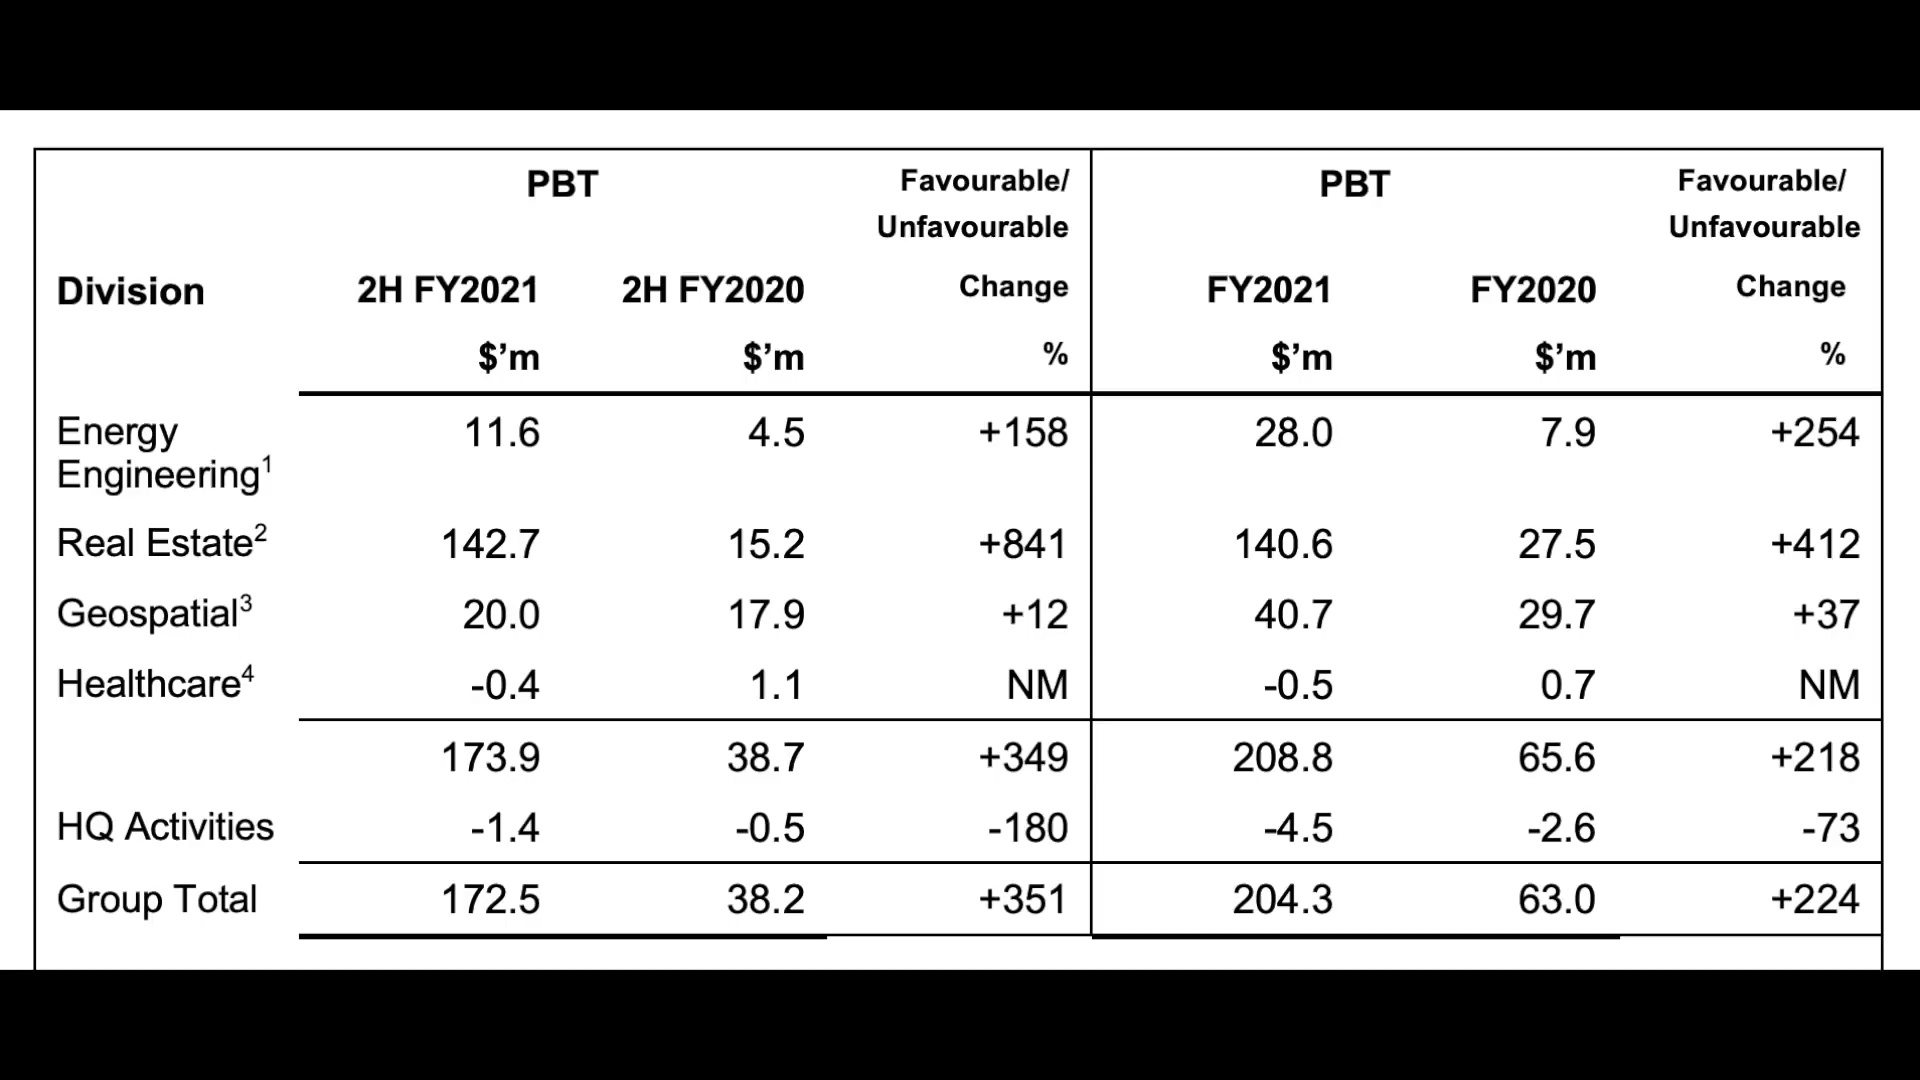 PBT Favourable/ PBT Favourable/
Unfavourable Unfavourable
Division 2H FY2021 2H FY2020 Change FY2021 FY2020 Change
$’m $’m % $’m $’m %
Energy 11.6 4.5 +158 28.0 7.9 +254
Engineering¹
Real Estate² 142.7 15.2 +841 140.6 27.5 +412
Geospatial³ 20.0 17.9 +12 40.7 29.7 +37
Healthcare⁴ -0.4 1.1 NM -0.5 0.7 NM
173.9 38.7 +349 208.8 65.6 +218
HQ Activities -1.4 -0.5 -180 -4.5 -2.6 -73
Group Total 172.5 38.2 +351 204.3 63.0 +224